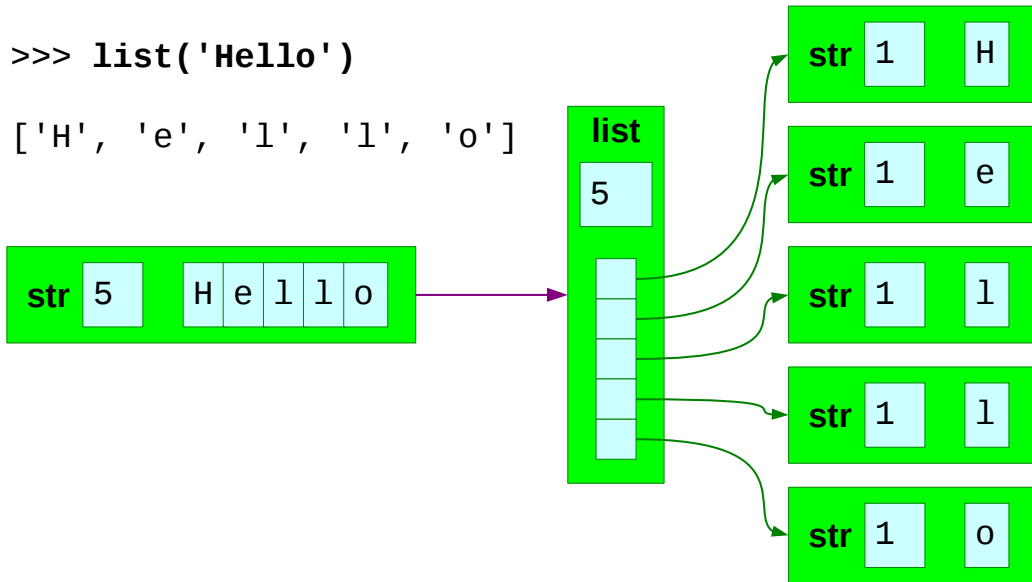 >>> list('Hello')
['H', 'e', 'l', 'l', 'o']
str 5 H e l l o
list
5
str 1 H
str 1 e
str 1 l
str 1 l
str 1 o